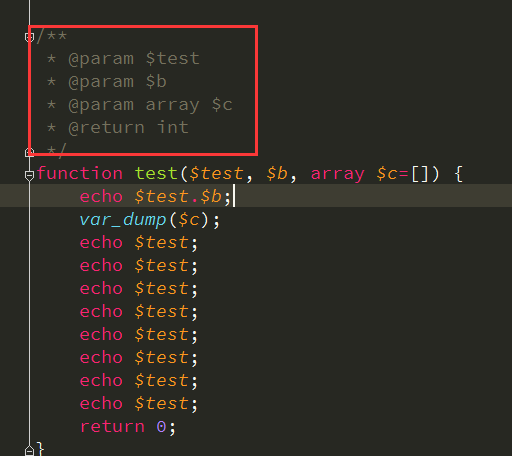 /**
 * @param $test
 * @param $b
 * @param array $c
 * @return int
 */
function test($test, $b, array $c=[]) {
    echo $test.$b;
    var_dump($c);
    echo $test;
    echo $test;
    echo $test;
    echo $test;
    echo $test;
    echo $test;
    echo $test;
    echo $test;
    return 0;
}